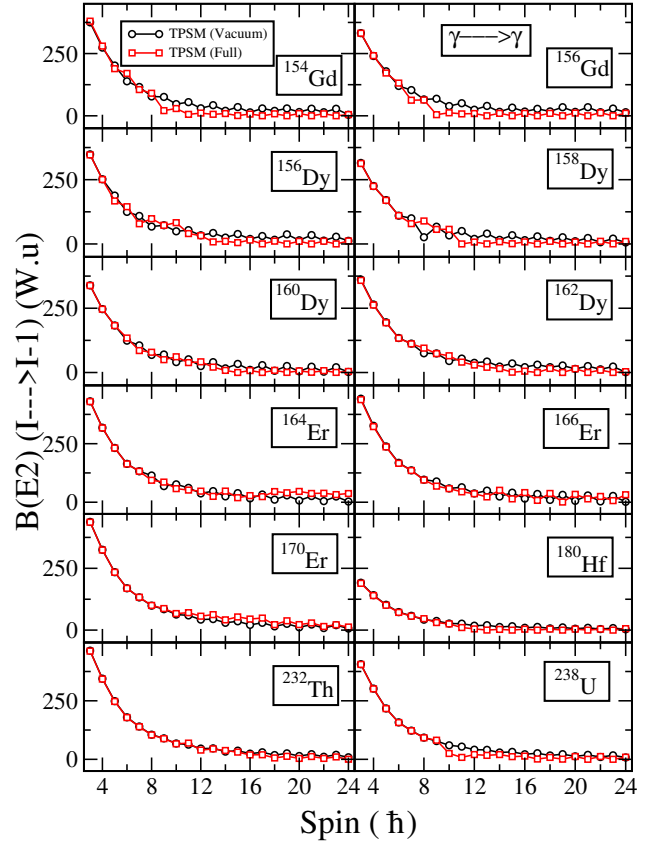 TPSM (Vacuum)
TPSM (Full)
γ--->γ
250
0
¹⁵⁴Gd
¹⁵⁶Gd
250
0
¹⁵⁶Dy
¹⁵⁸Dy
250
0
¹⁶⁰Dy
¹⁶²Dy
250
0
¹⁶⁴Er
¹⁶⁶Er
250
0
¹⁷⁰Er
¹⁸⁰Hf
250
0
²³²Th
²³⁸U
4 8 12 16 20 24 4 8 12 16 20 24
Spin (ħ)
B(E2) (I--->I-1) (W.u)